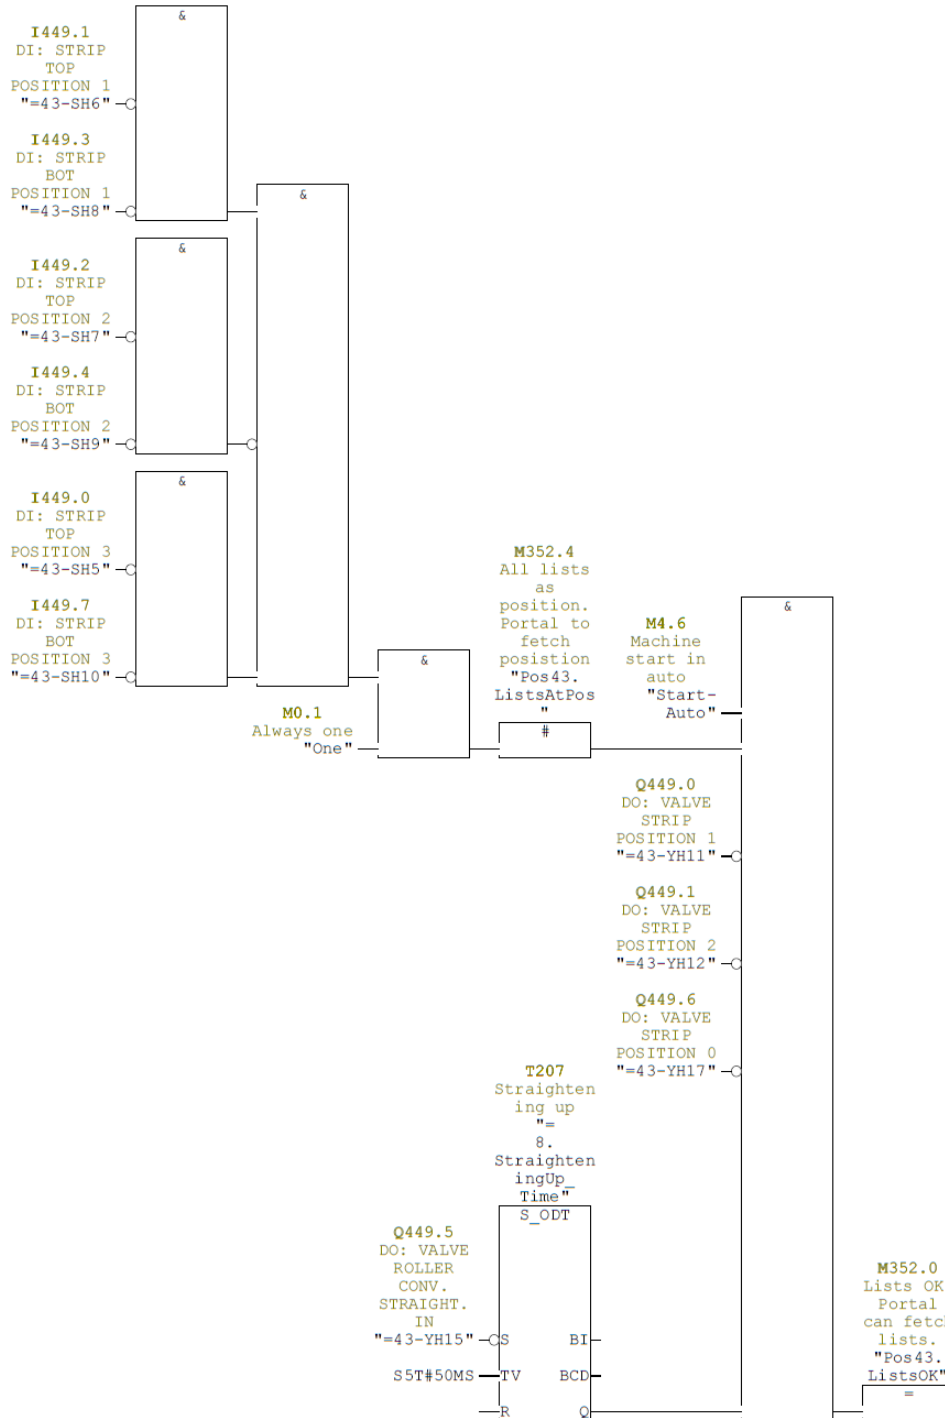 &
I449.1
DI: STRIP
TOP
POSITION 1
"=43-SH6"
I449.3
DI: STRIP
BOT
POSITION 1
"=43-SH8"
&
&
I449.2
DI: STRIP
TOP
POSITION 2
"=43-SH7"
I449.4
DI: STRIP
BOT
POSITION 2
"=43-SH9"
&
I449.0
DI: STRIP
TOP
POSITION 3
"=43-SH5"
I449.7
DI: STRIP
BOT
POSITION 3
"=43-SH10"
&
M0.1
Always one
"One"
M352.4
All lists
as
position.
Portal to
fetch
posistion
"Pos43.
ListsAtPos
"
#
&
M4.6
Machine
start in
auto
"Start-
Auto"
Q449.0
DO: VALVE
STRIP
POSITION 1
"=43-YH11"
Q449.1
DO: VALVE
STRIP
POSITION 2
"=43-YH12"
Q449.6
DO: VALVE
STRIP
POSITION 0
"=43-YH17"
T207
Straighten
ing up
"=
8.
Straighten
ingUp_
Time"
S_ODT
Q449.5
DO: VALVE
ROLLER
CONV.
STRAIGHT.
IN
"=43-YH15"
S
BI
S5T#50MS
TV
BCD
R
Q
M352.0
Lists OK
Portal
can fetch
lists.
"Pos43.
ListsOK"
=